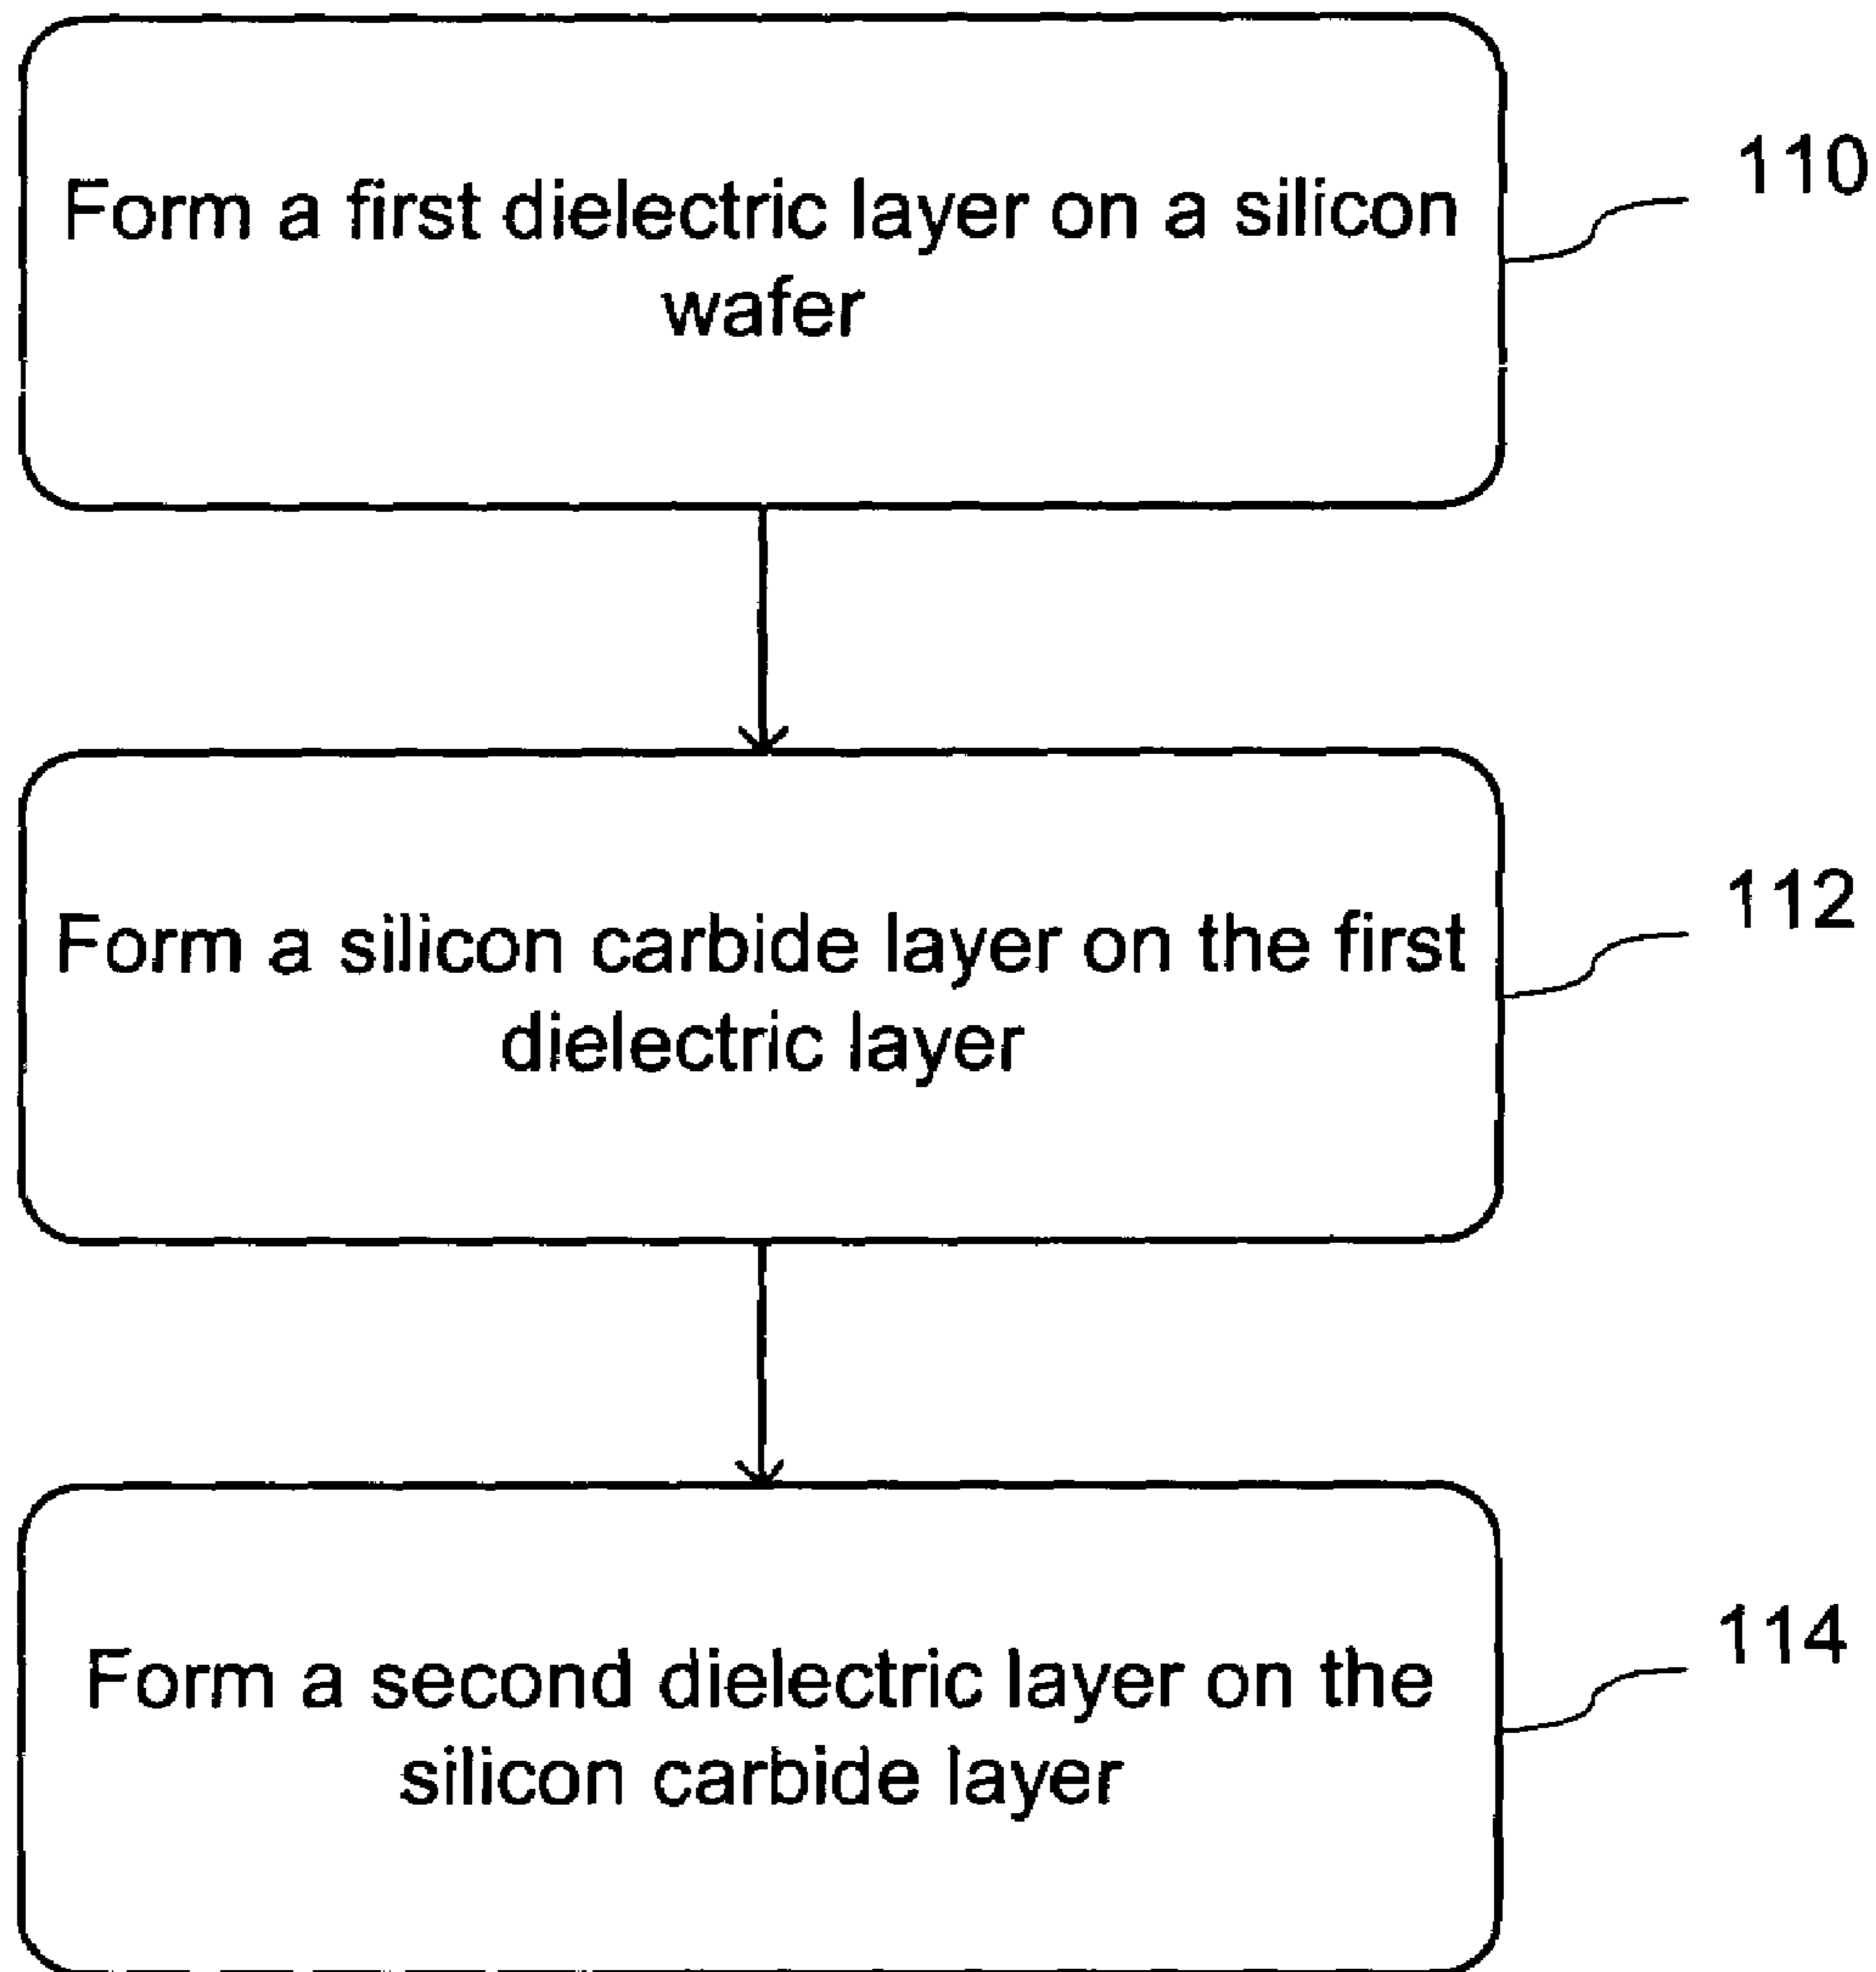 Form a first dielectric layer on a silicon
wafer
110
Form a silicon carbide layer on the first
dielectric layer
112
Form a second dielectric layer on the
silicon carbide layer
114